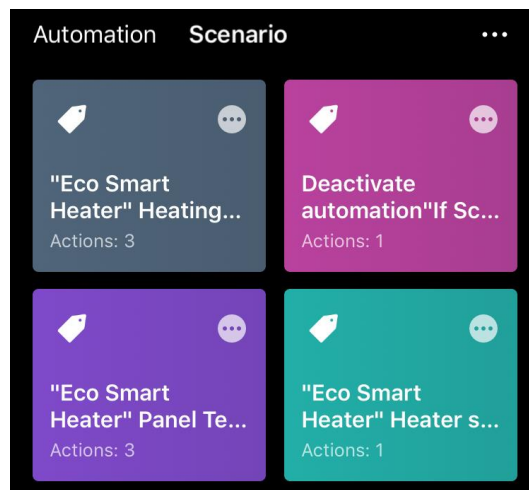 Automation Scenario
"Eco Smart
Heater" Heating...
Actions: 3
Deactivate
automation"If Sc...
Actions: 1
"Eco Smart
Heater" Panel Te...
Actions: 3
"Eco Smart
Heater" Heater s...
Actions: 1